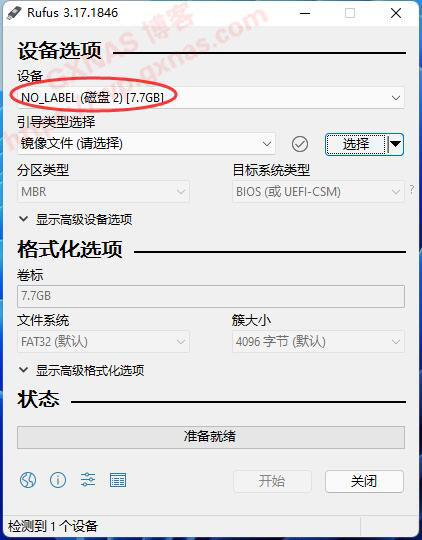 Rufus 3.17.1846
设备选项
设备
NO_LABEL (磁盘 2) [7.7GB]
引导类型选择
镜像文件 (请选择)
选择
分区类型
目标系统类型
MBR
BIOS (或 UEFI-CSM)
?
显示高级设备选项
格式化选项
卷标
7.7GB
文件系统
簇大小
FAT32 (默认)
4096 字节 (默认)
显示高级格式化选项
状态
准备就绪
开始
关闭
检测到 1 个设备
GXNAS 博客